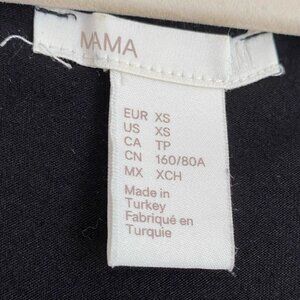 MAMA
EUR XS
US XS
CA TP
CN 160/80A
MX XCH
Made in
Turkey
Fabriqué en
Turquie